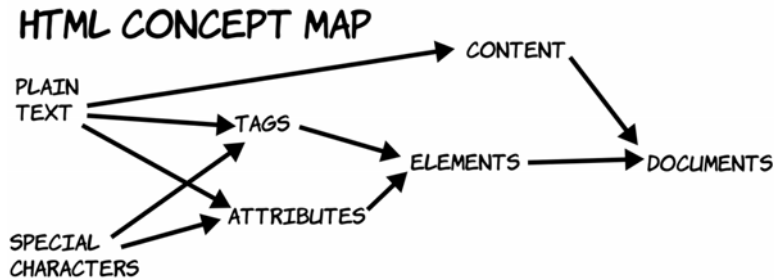 HTML CONCEPT MAP
CONTENT
PLAIN
TEXT
TAGS
ELEMENTS
DOCUMENTS
ATTRIBUTES
SPECIAL
CHARACTERS